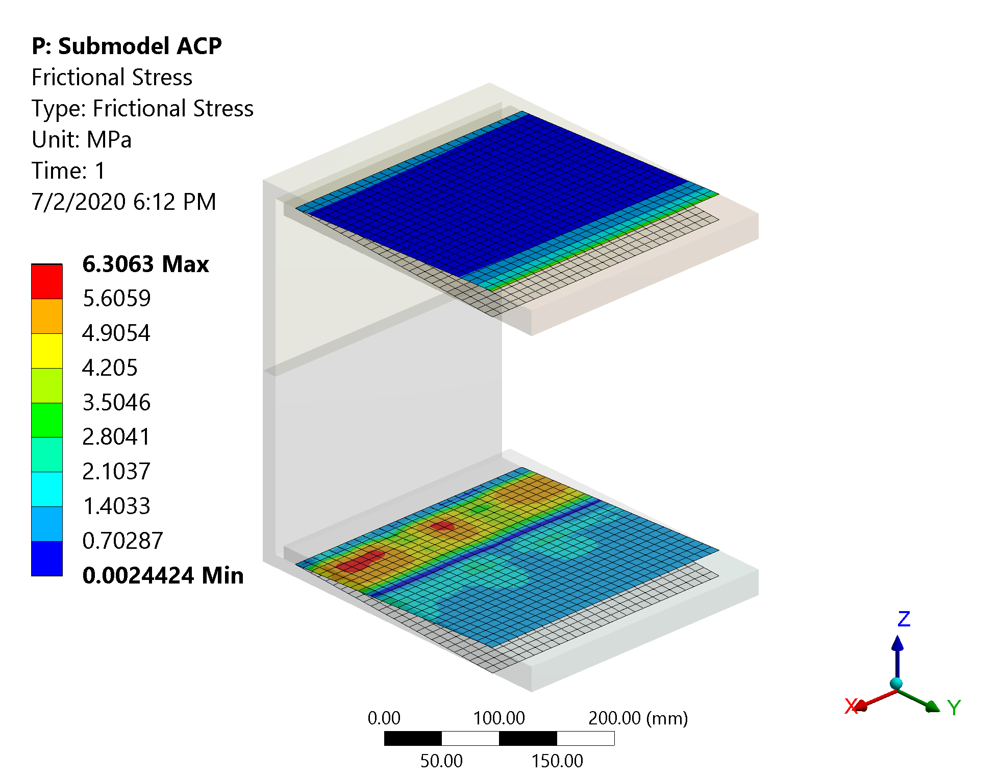 P: Submodel ACP
Frictional Stress
Type: Frictional Stress
Unit: MPa
Time: 1
7/2/2020 6:12 PM
6.3063 Max
5.6059
4.9054
4.205
3.5046
2.8041
2.1037
1.4033
0.70287
0.0024424 Min
Z
X
Y
0.00 100.00 200.00 (mm)
50.00 150.00